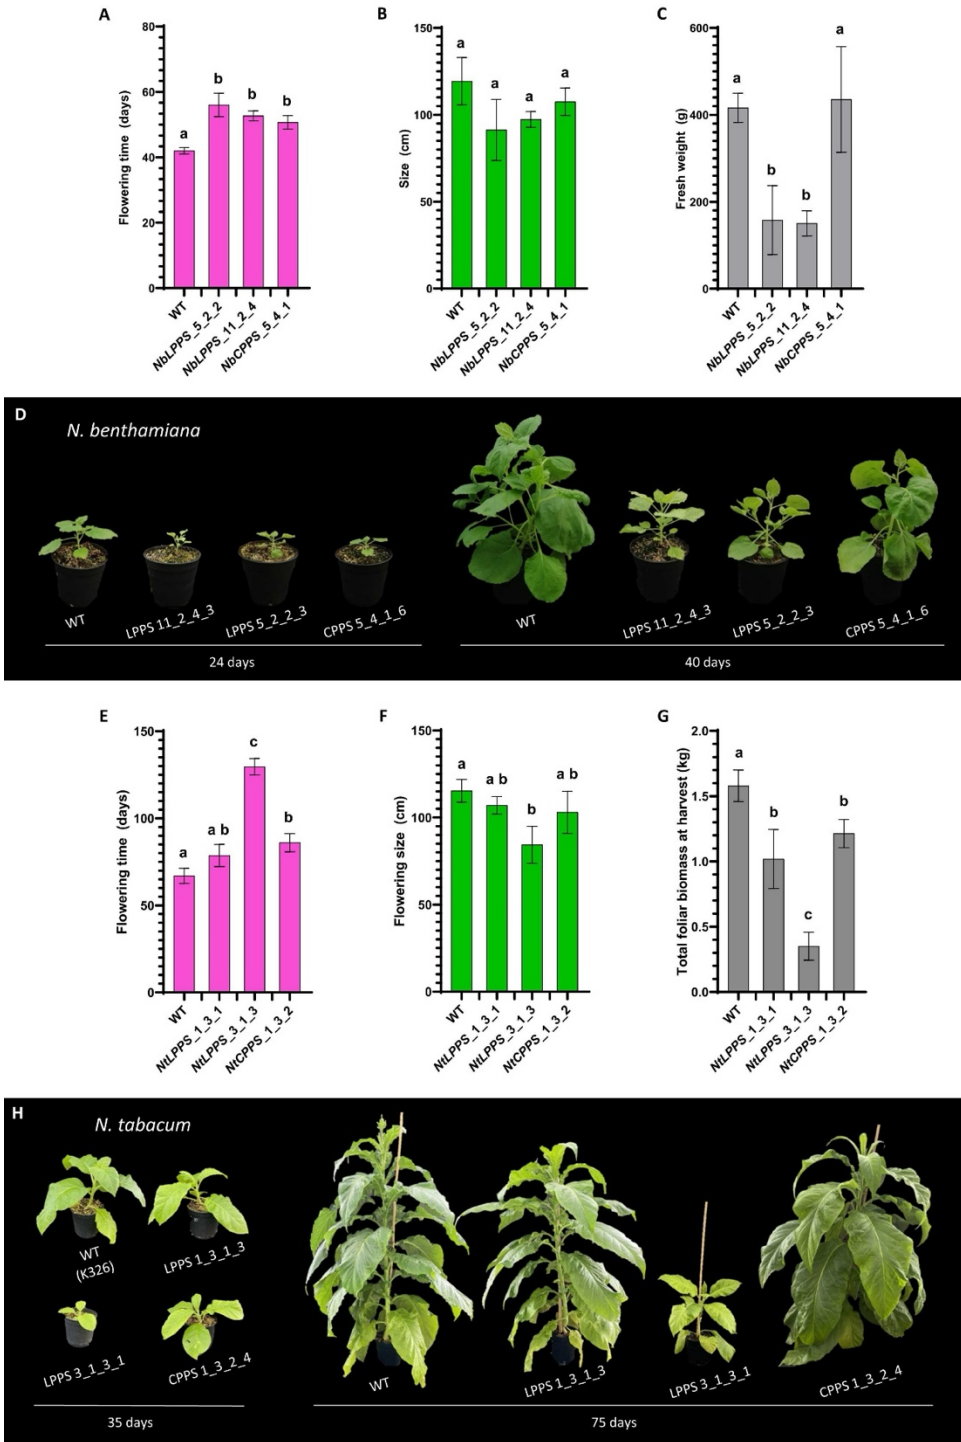 A
Flowering time (days)
80
60
40
20
0
a
b
b
b
WT
NbLPPS_5_2_2
NbLPPS_11_2_4
NbCPPS_5_4_1
B
Size (cm)
150
100
50
0
a
a
a
a
WT
NbLPPS_5_2_2
NbLPPS_11_2_4
NbCPPS_5_4_1
C
Fresh weight (g)
600
400
200
0
a
b
b
a
WT
NbLPPS_5_2_2
NbLPPS_11_2_4
NbCPPS_5_4_1
D
N. benthamiana
WT
LPPS 11_2_4_3
LPPS 5_2_2_3
CPPS 5_4_1_6
24 days
WT
LPPS 11_2_4_3
LPPS 5_2_2_3
CPPS 5_4_1_6
40 days
E
Flowering time (days)
150
100
50
0
a
a b
c
b
WT
NtLPPS_1_3_1
NtLPPS_3_1_3
NtCPPS_1_3_2
F
Flowering size (cm)
150
100
50
0
a
a b
b
a b
WT
NtLPPS_1_3_1
NtLPPS_3_1_3
NtCPPS_1_3_2
G
Total foliar biomass at harvest (kg)
2.0
1.5
1.0
0.5
0.0
a
b
c
b
WT
NtLPPS_1_3_1
NtLPPS_3_1_3
NtCPPS_1_3_2
H
N. tabacum
WT
(K326)
LPPS 1_3_1_3
LPPS 3_1_3_1
CPPS 1_3_2_4
35 days
WT
LPPS 1_3_1_3
LPPS 3_1_3_1
CPPS 1_3_2_4
75 days